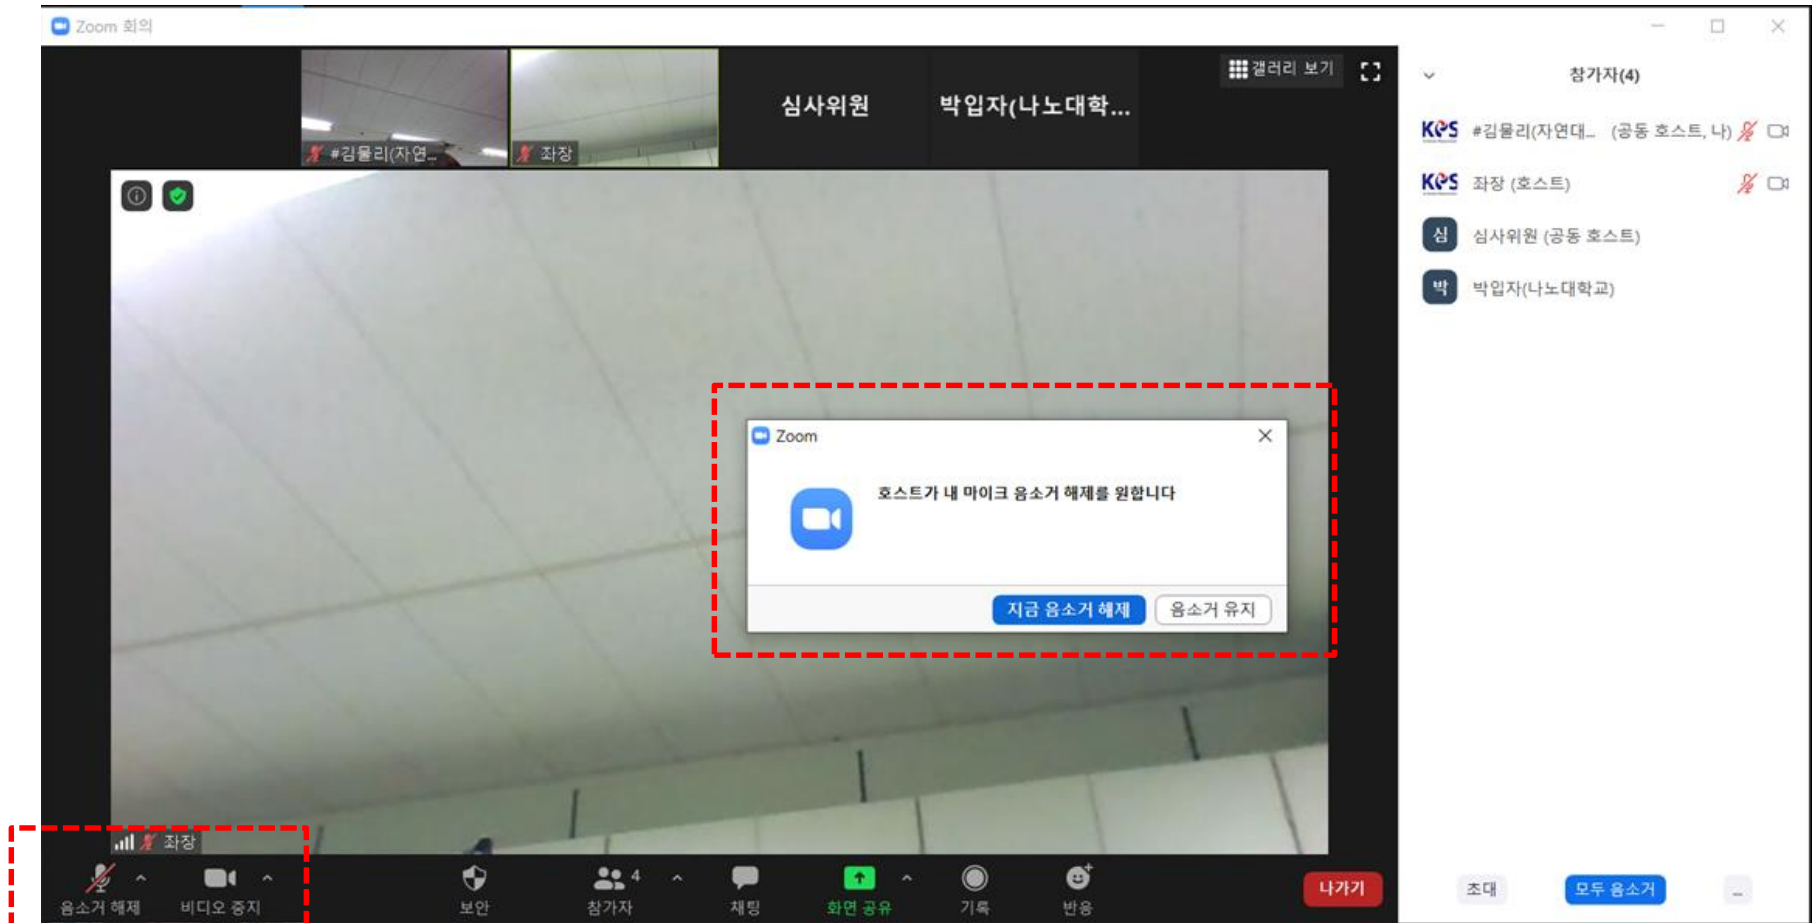 Zoom 회의
#김물리(자연...
좌장
심사위원
박입자(나노대학...
갤러리 보기
참가자(4)
KPS #김물리(자연대... (공동 호스트, 나)
KPS 좌장 (호스트)
심 심사위원 (공동 호스트)
박 박입자(나노대학교)
Zoom
호스트가 내 마이크 음소거 해제를 원합니다
지금 음소거 해제
음소거 유지
좌장
음소거 해제
비디오 중지
보안
4
참가자
채팅
화면 공유
기록
반응
나가기
초대
모두 음소거
...